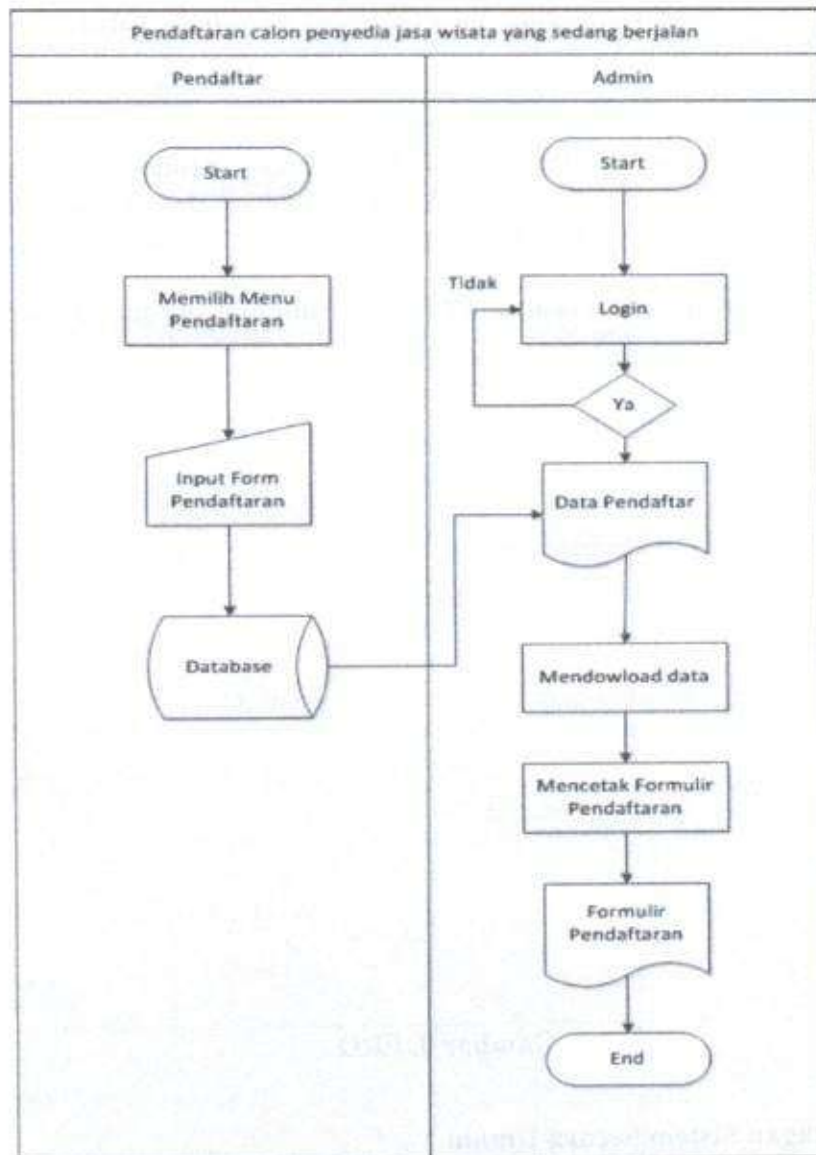 Pendaftaran calon penyedia jasa wisata yang sedang berjalan
Pendaftar
Admin
Start
Memilih Menu
Pendaftaran
Input Form
Pendaftaran
Database
Start
Tidak
Login
Ya
Data Pendaftar
Mendowload data
Mencetak Formulir
Pendaftaran
Formulir
Pendaftaran
End